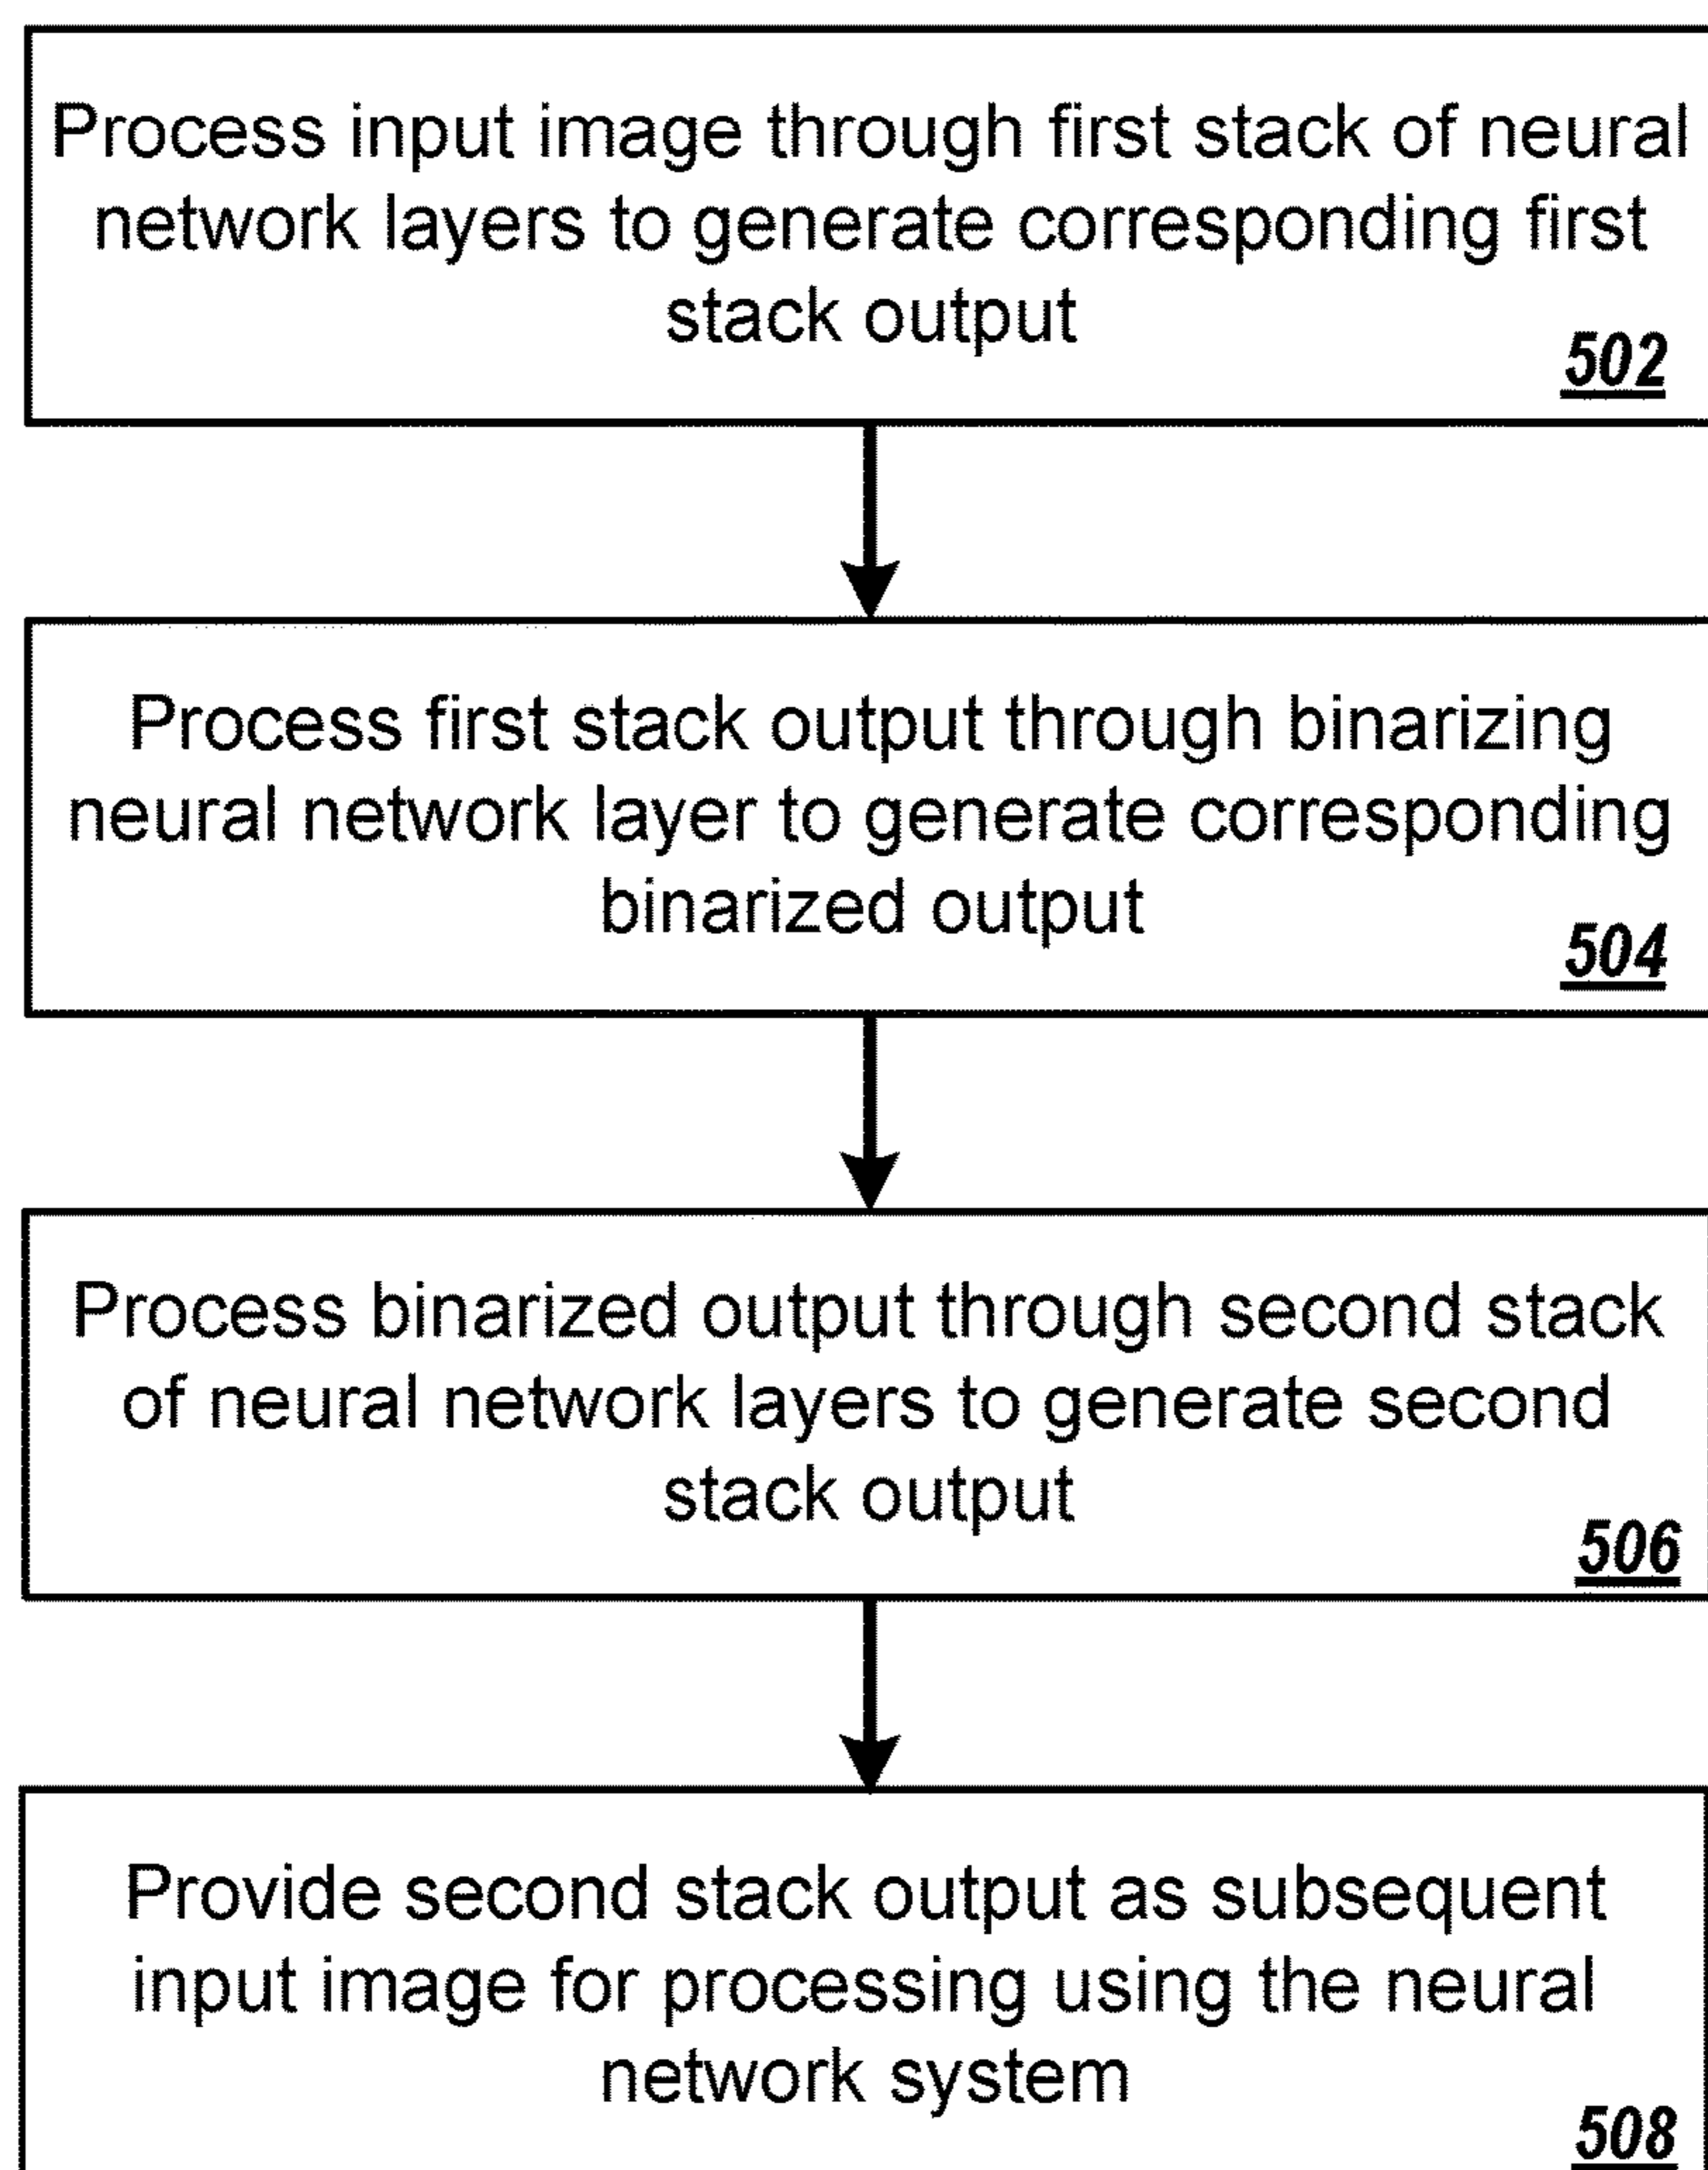 Process input image through first stack of neural
network layers to generate corresponding first
stack output
502
Process first stack output through binarizing
neural network layer to generate corresponding
binarized output
504
Process binarized output through second stack
of neural network layers to generate second
stack output
506
Provide second stack output as subsequent
input image for processing using the neural
network system
508